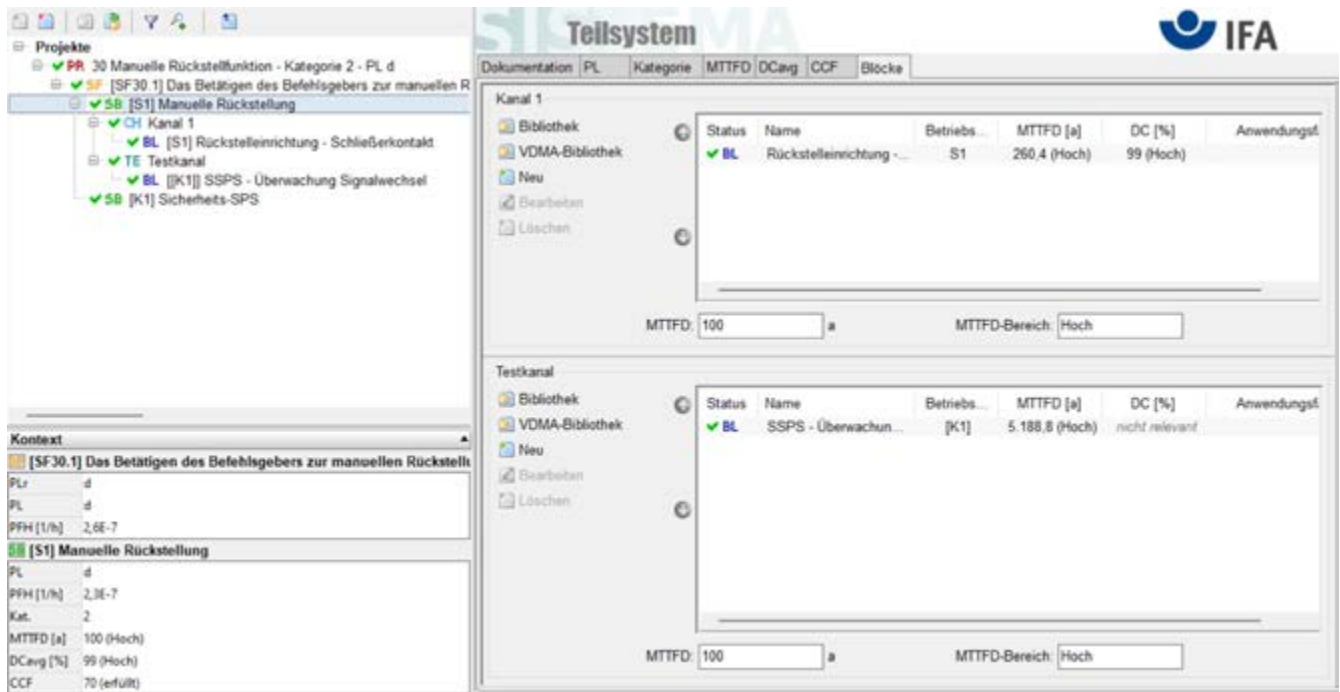 SISTEMA
Teilsystem
IFA
Projekte
PR 30 Manuelle Rückstellfunktion - Kategorie 2 - PL d
SF [SF30.1] Das Betätigen des Befehlsgebers zur manuellen R
SB [S1] Manuelle Rückstellung
CH Kanal 1
BL [S1] Rückstelleinrichtung - Schließerkontakt
TE Testkanal
BL [[K1]] SSPS - Überwachung Signalwechsel
SB [K1] Sicherheits-SPS
Kontext
[SF30.1] Das Betätigen des Befehlsgebers zur manuellen Rückstellu
PLr d
PL d
PFH [1/h] 2,6E-7
SB [S1] Manuelle Rückstellung
PL d
PFH [1/h] 2,3E-7
Kat. 2
MTTFD [a] 100 (Hoch)
DCavg [%] 99 (Hoch)
CCF 70 (erfüllt)
Dokumentation PL Kategorie MTTFD DCavg CCF Blöcke
Kanal 1
Bibliothek
VDMA-Bibliothek
Neu
Bearbeiten
Löschen
Status Name Betriebs... MTTFD [a] DC [%] Anwendungsf
BL Rückstelleinrichtung -... S1 260,4 (Hoch) 99 (Hoch)
MTTFD: 100 a MTTFD-Bereich: Hoch
Testkanal
Bibliothek
VDMA-Bibliothek
Neu
Bearbeiten
Löschen
Status Name Betriebs... MTTFD [a] DC [%] Anwendungsf
BL SSPS - Überwachun... [K1] 5.188,8 (Hoch) nicht relevant
MTTFD: 100 a MTTFD-Bereich: Hoch